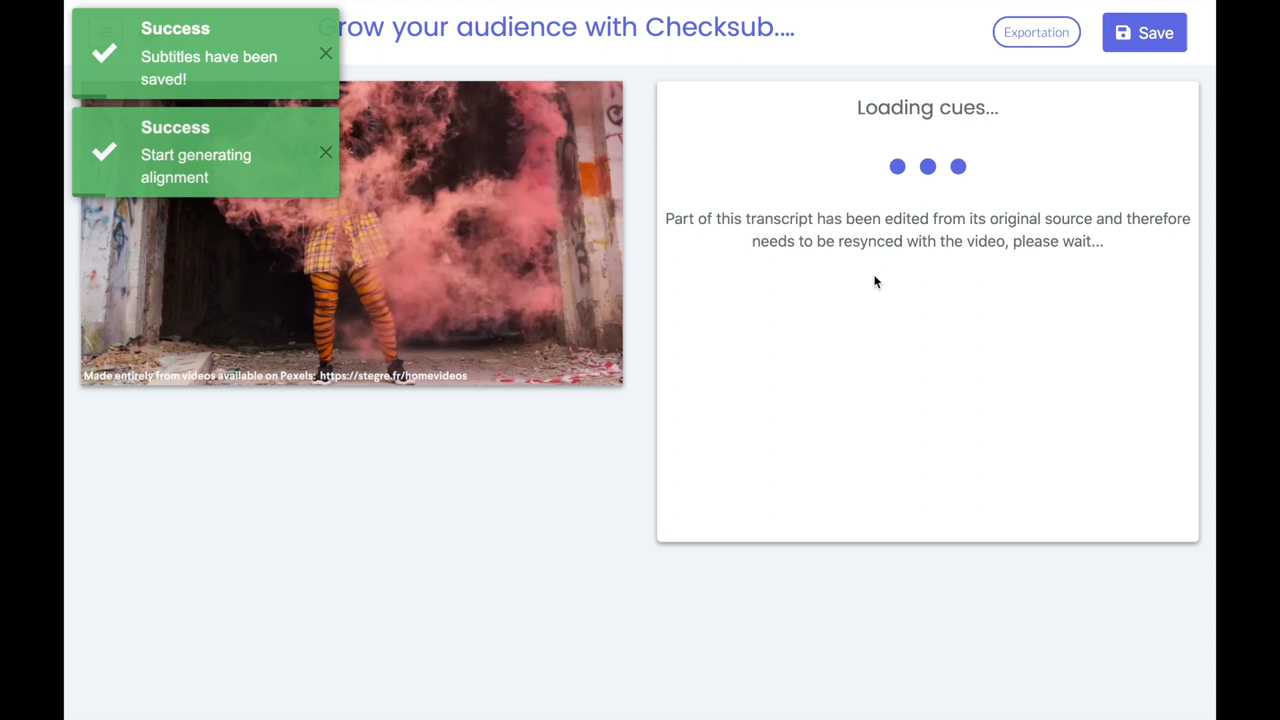 Success
Subtitles have been
saved!
Success
Start generating
alignment
Grow your audience with Checksub....
Exportation
Save
Made entirely from videos available on Pexels: https://stegre.fr/homevideos
Loading cues...
Part of this transcript has been edited from its original source and therefore
needs to be resynced with the video, please wait...